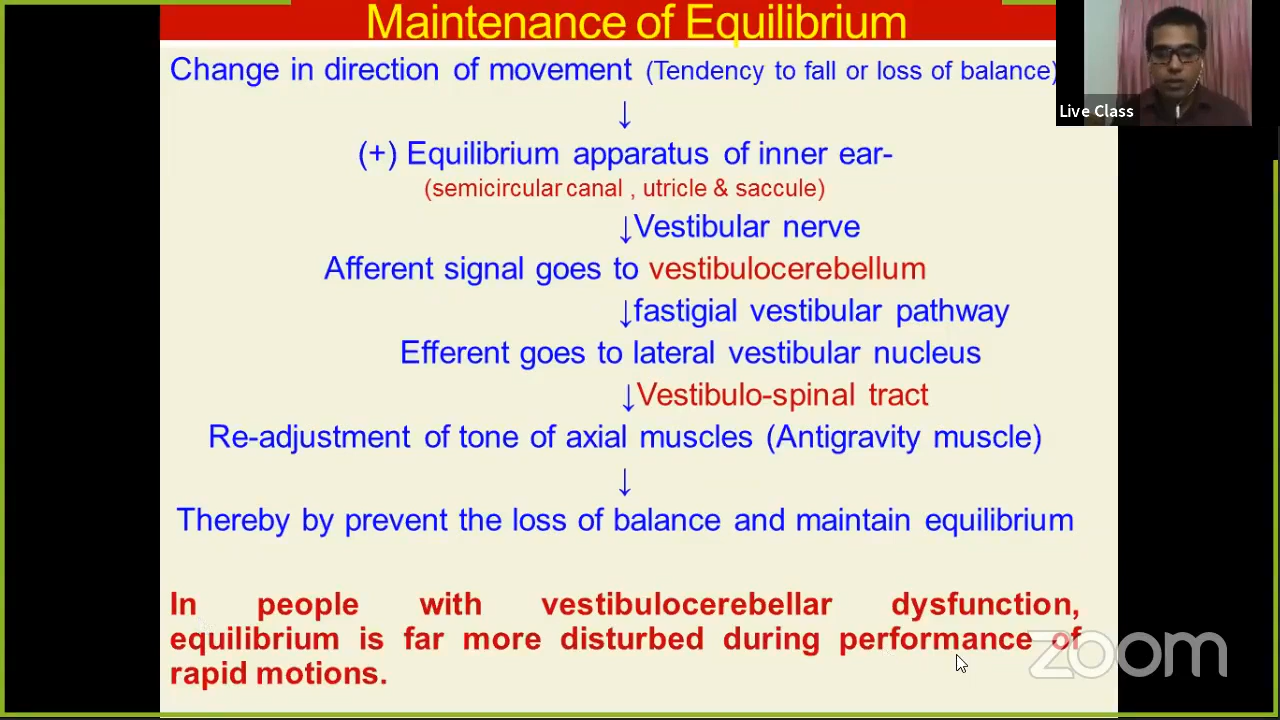 Maintenance of Equilibrium
Change in direction of movement (Tendency to fall or loss of balance)
↓
(+) Equilibrium apparatus of inner ear-
(semicircular canal , utricle & saccule)
↓Vestibular nerve
Afferent signal goes to vestibulocerebellum
↓fastigial vestibular pathway
Efferent goes to lateral vestibular nucleus
↓Vestibulo-spinal tract
Re-adjustment of tone of axial muscles (Antigravity muscle)
↓
Thereby by prevent the loss of balance and maintain equilibrium
In people with vestibulocerebellar dysfunction,
equilibrium is far more disturbed during performance of
rapid motions.
Live Class
zoom